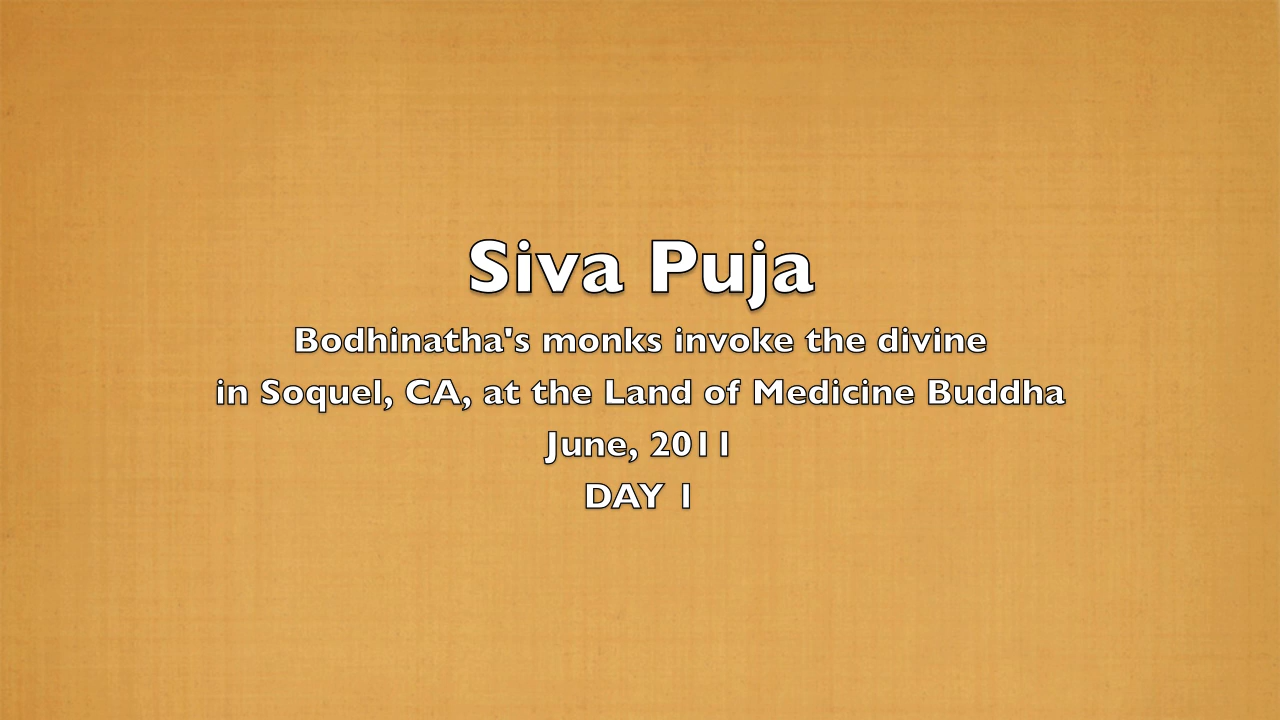 Siva Puja
Bodhinatha's monks invoke the divine
in Soquel, CA, at the Land of Medicine Buddha
June, 2011
DAY 1